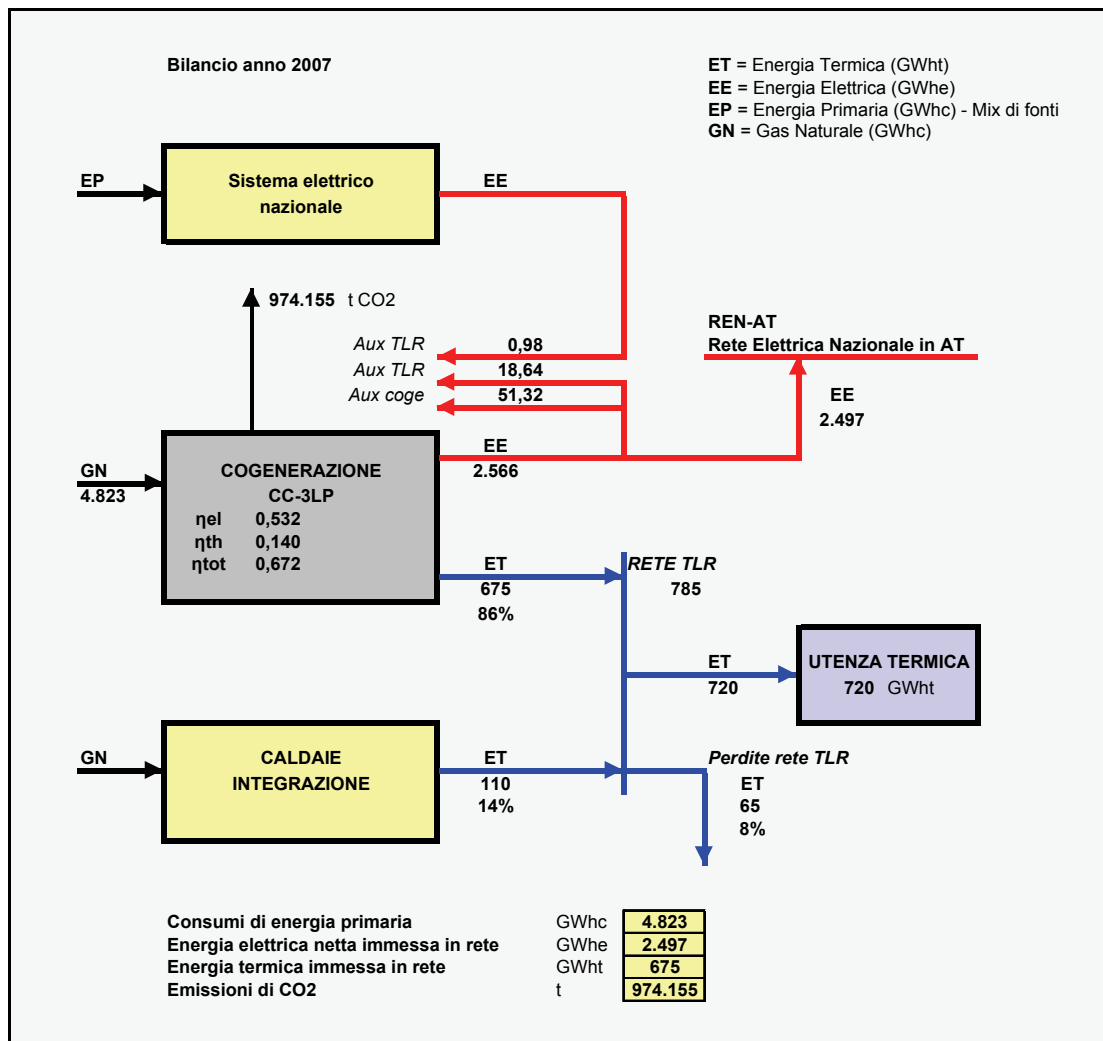 Bilancio anno 2007
ET = Energia Termica (GWht)
EE = Energia Elettrica (GWhe)
EP = Energia Primaria (GWhc) - Mix di fonti
GN = Gas Naturale (GWhc)
EP
Sistema elettrico
nazionale
EE
974.155 t CO2
REN-AT
Rete Elettrica Nazionale in AT
Aux TLR 0,98
Aux TLR 18,64
Aux coge 51,32
EE
2.497
EE
2.566
GN
4.823
COGENERAZIONE
CC-3LP
ηel 0,532
ηth 0,140
ηtot 0,672
ET
675
86%
RETE TLR
785
ET
720
UTENZA TERMICA
720 GWht
GN
CALDAIE
INTEGRAZIONE
ET
110
14%
Perdite rete TLR
ET
65
8%
Consumi di energia primaria GWhc 4.823
Energia elettrica netta immessa in rete GWhe 2.497
Energia termica immessa in rete GWht 675
Emissioni di CO2 t 974.155